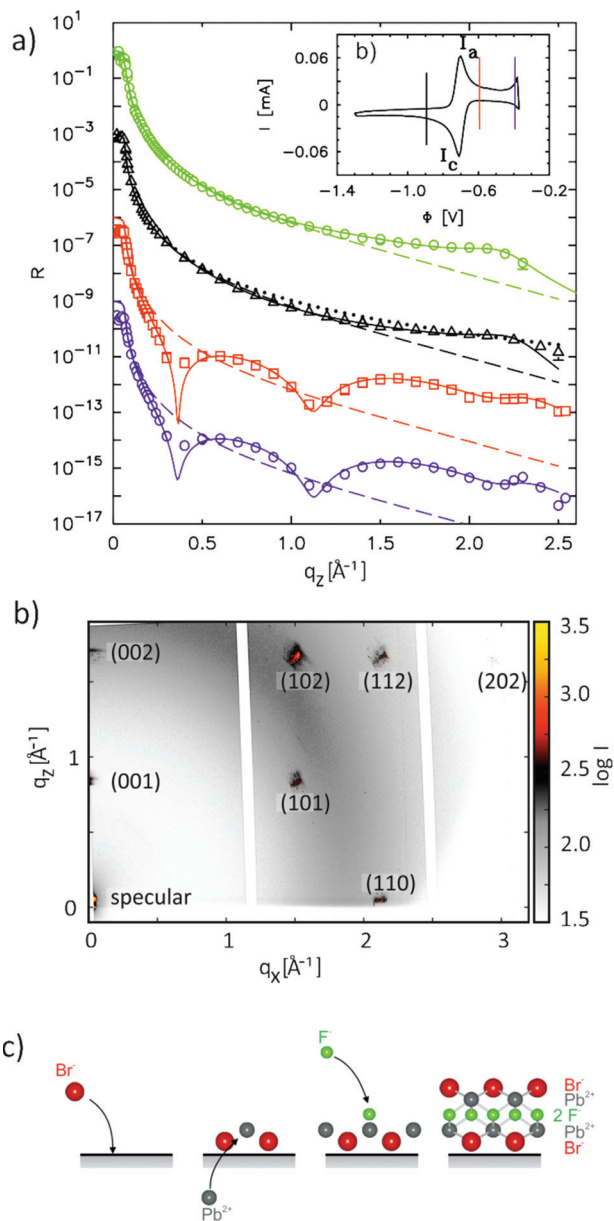 a)
R
10¹
10⁻¹
10⁻³
10⁻⁵
10⁻⁷
10⁻⁹
10⁻¹¹
10⁻¹³
10⁻¹⁵
10⁻¹⁷
0 0.5 1.0 1.5 2.0 2.5
qz [Å⁻¹]
b)
Ia
Ic
I [mA]
0.06
0
-0.06
-1.4 -1.0 -0.6 -0.2
Φ [V]
b)
(002) (102) (112) (202)
(001) (101)
specular (110)
qz [Å⁻¹]
1
0
0 1 2 3
qx [Å⁻¹]
3.5
3.0
2.5
2.0
1.5
log I
c)
Br⁻
Pb²⁺
F⁻
Br⁻
Pb²⁺
2 F⁻
Pb²⁺
Br⁻